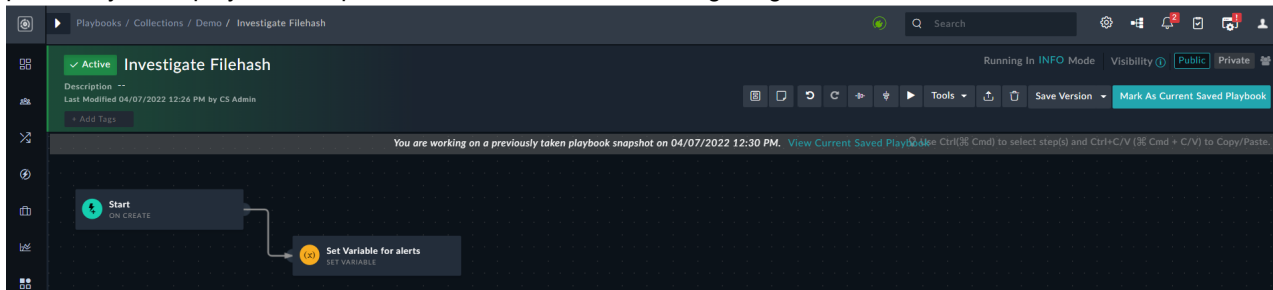 Playbooks / Collections / Demo / Investigate Filehash
Search
2
!
Active Investigate Filehash
Running In INFO Mode Visibility Public Private
Description --
Last Modified 04/07/2022 12:26 PM by CS Admin
Tools Save Version Mark As Current Saved Playbook
+ Add Tags
You are working on a previously taken playbook snapshot on 04/07/2022 12:30 PM. View Current Saved Playbook
Use Ctrl(⌘ Cmd) to select step(s) and Ctrl+C/V (⌘ Cmd + C/V) to Copy/Paste.
Start
ON CREATE
(x) Set Variable for alerts
SET VARIABLE